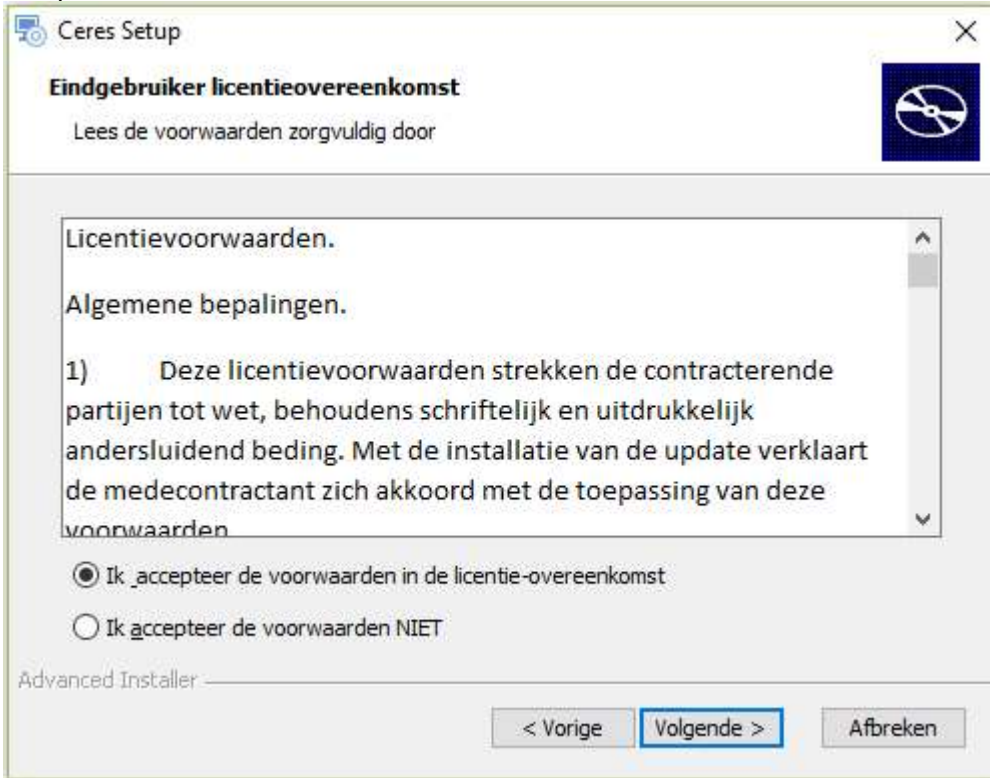 Ceres Setup
Eindgebruiker licentieovereenkomst
Lees de voorwaarden zorgvuldig door
Licentievoorwaarden.
Algemene bepalingen.
1) Deze licentievoorwaarden strekken de contracterende
partijen tot wet, behoudens schriftelijk en uitdrukkelijk
andersluidend beding. Met de installatie van de update verklaart
de medecontractant zich akkoord met de toepassing van deze
voorwaarden
Ik _accepteer de voorwaarden in de licentie-overeenkomst
Ik accepteer de voorwaarden NIET
Advanced Installer
< Vorige Volgende > Afbreken